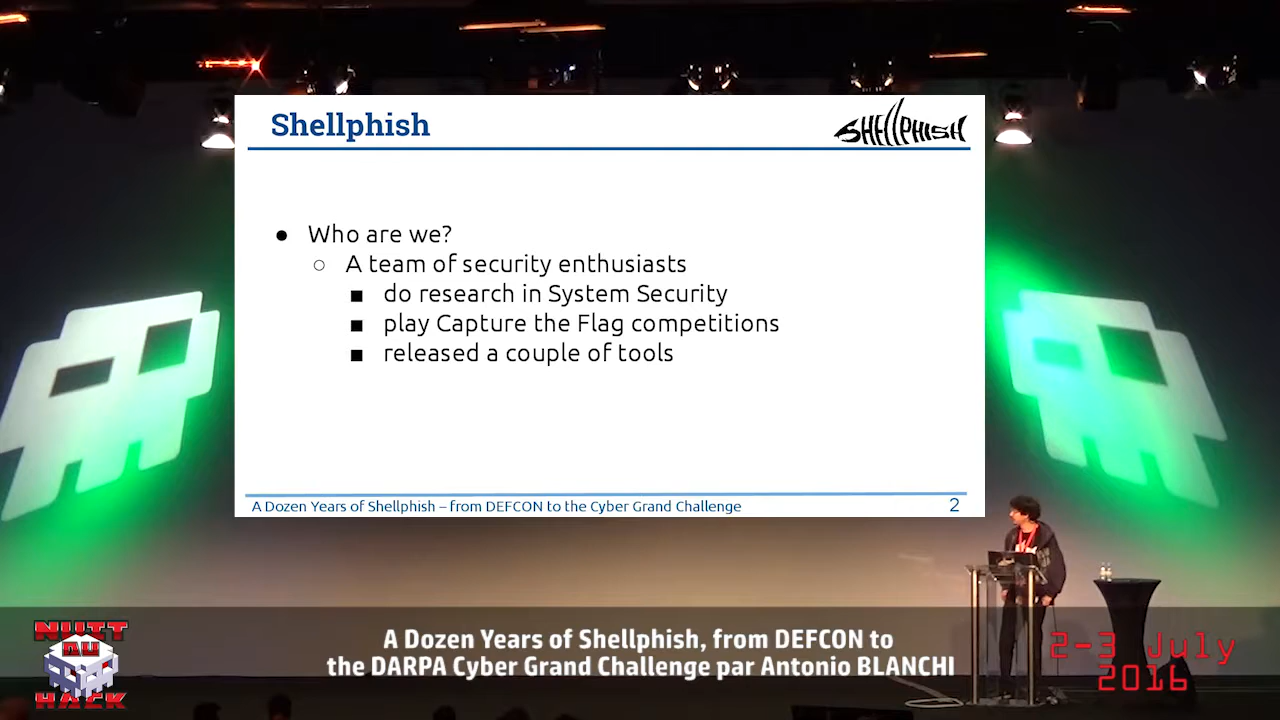 Shellphish
SHELLPHISH
● Who are we?
○ A team of security enthusiasts
■ do research in System Security
■ play Capture the Flag competitions
■ released a couple of tools
A Dozen Years of Shellphish – from DEFCON to the Cyber Grand Challenge
2
NUIT
DU
HACK
A Dozen Years of Shellphish, from DEFCON to
the DARPA Cyber Grand Challenge par Antonio BLANCHI
2-3 July
2016